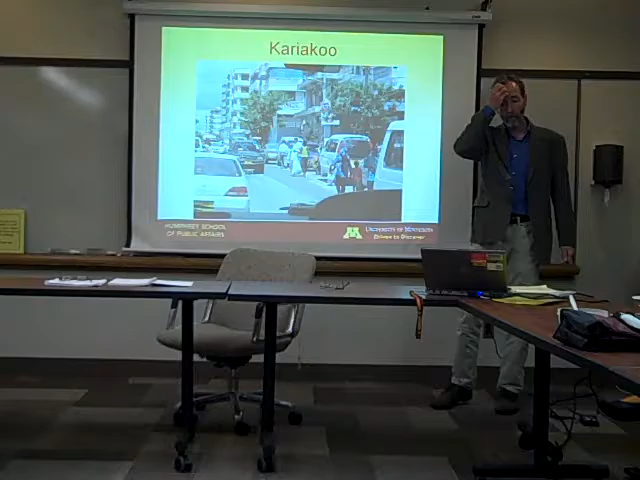 Kariakoo
HUMPHREY SCHOOL
OF PUBLIC AFFAIRS
M
UNIVERSITY OF MINNESOTA
Driven to Discover